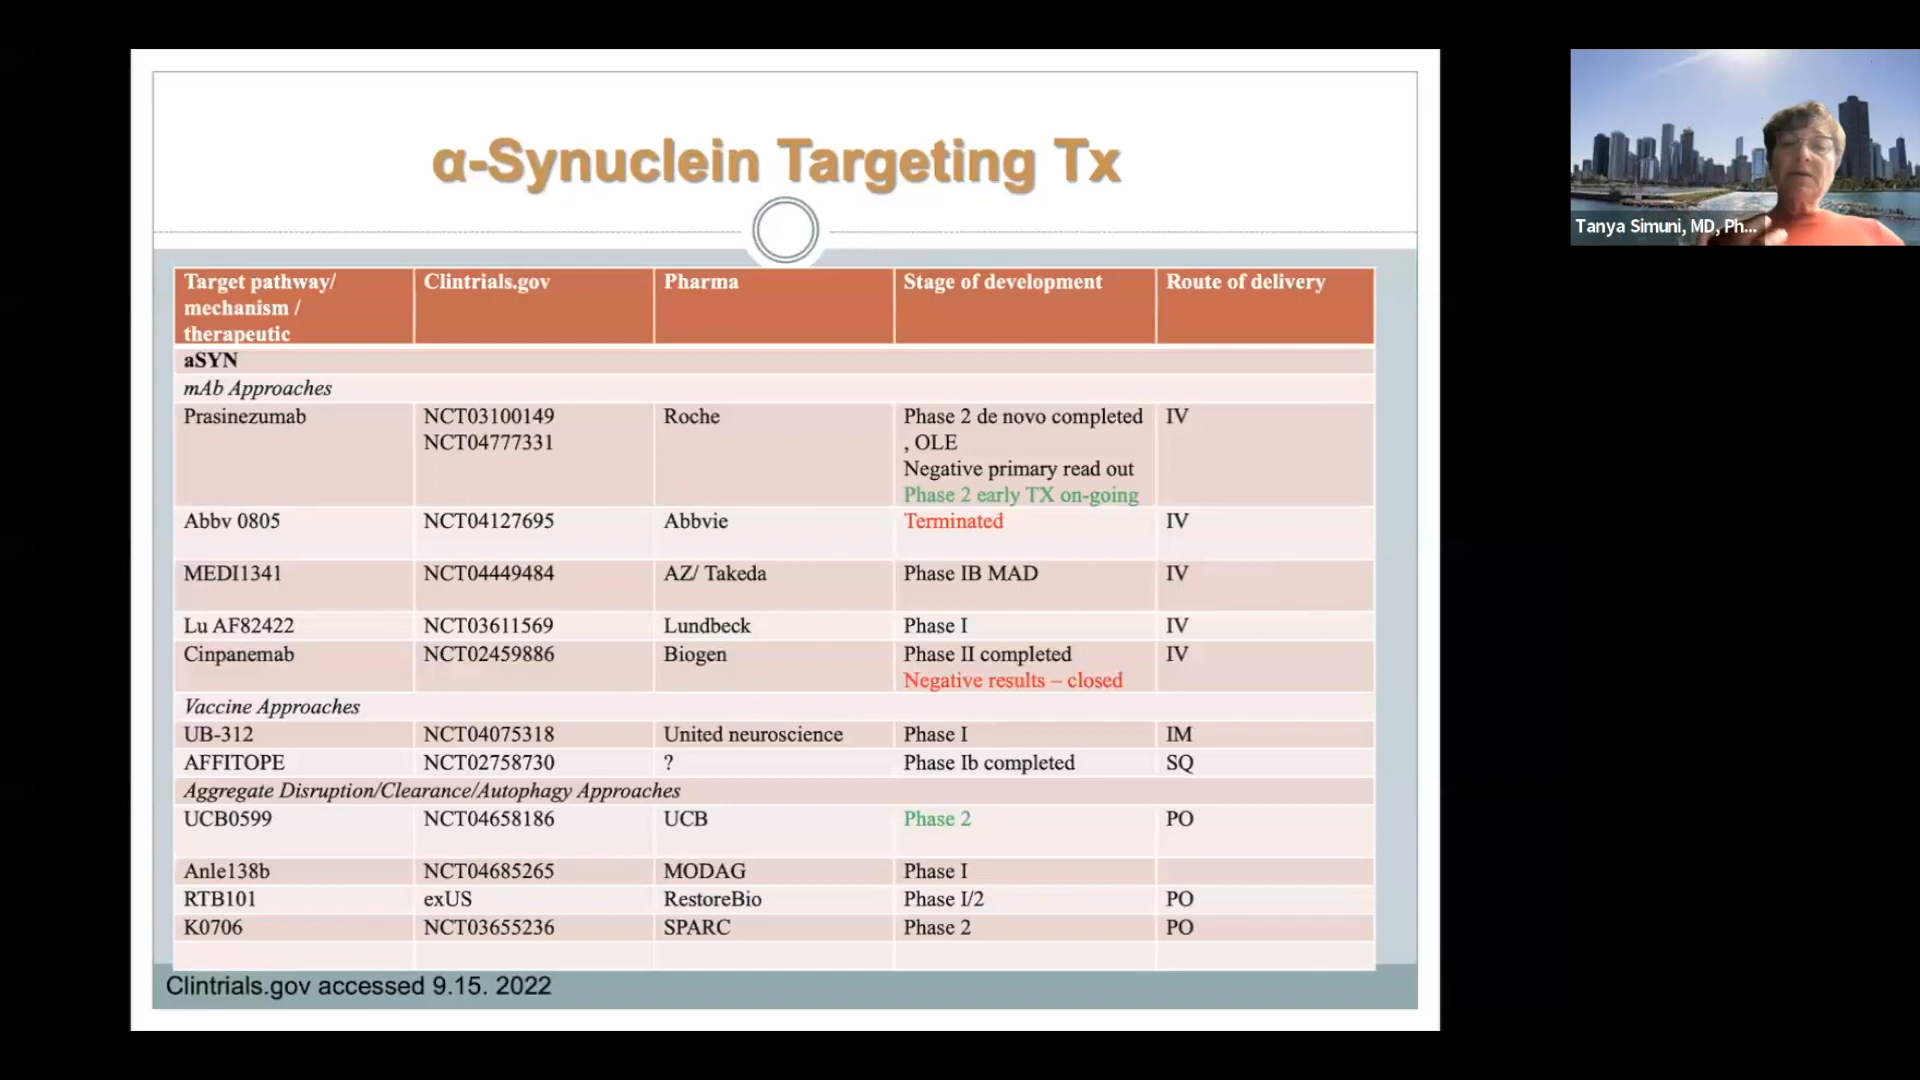 α-Synuclein Targeting Tx
Tanya Simuni, MD, Ph...
Target pathway/ mechanism / therapeutic Clintrials.gov Pharma Stage of development Route of delivery
aSYN
mAb Approaches
Prasinezumab NCT03100149 Roche Phase 2 de novo completed IV
NCT04777331 , OLE
Negative primary read out
Phase 2 early TX on-going
Abbv 0805 NCT04127695 Abbvie Terminated IV
MEDI1341 NCT04449484 AZ/ Takeda Phase IB MAD IV
Lu AF82422 NCT03611569 Lundbeck Phase I IV
Cinpanemab NCT02459886 Biogen Phase II completed IV
Negative results – closed
Vaccine Approaches
UB-312 NCT04075318 United neuroscience Phase I IM
AFFITOPE NCT02758730 ? Phase Ib completed SQ
Aggregate Disruption/Clearance/Autophagy Approaches
UCB0599 NCT04658186 UCB Phase 2 PO
Anle138b NCT04685265 MODAG Phase I
RTB101 exUS RestoreBio Phase I/2 PO
K0706 NCT03655236 SPARC Phase 2 PO
Clintrials.gov accessed 9.15. 2022